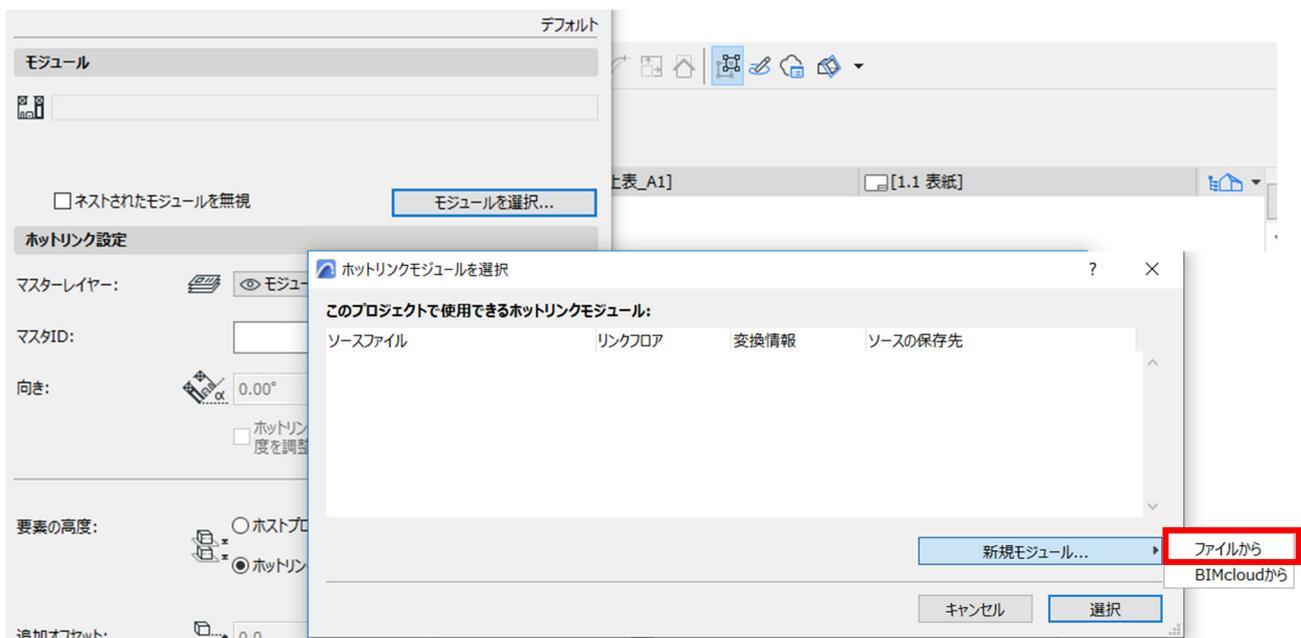 デフォルト
モジュール
ネストされたモジュールを無視
モジュールを選択...
上表_A1]
[1.1 表紙]
ホットリンク設定
マスターレイヤー:
モジュー
マスタID:
向き:
α
0.00°
ホットリン
度を調整
要素の高度:
ホストプロ
ホットリン
追加オフセット:
0.0
ホットリンクモジュールを選択
?
このプロジェクトで使用できるホットリンクモジュール:
ソースファイル リンクフロア 変換情報 ソースの保存先
新規モジュール...
ファイルから
BIMcloudから
キャンセル 選択